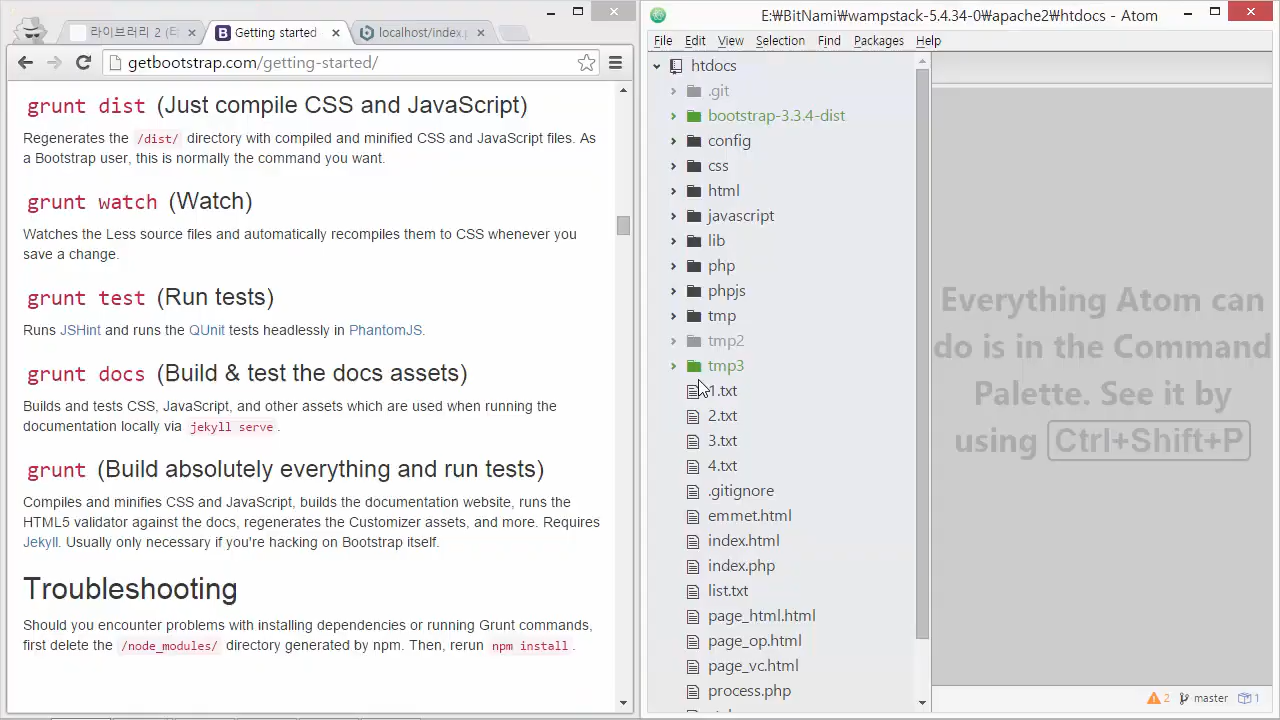 라이브러리 2 (E
Getting started
localhost/index.p
getbootstrap.com/getting-started/
grunt dist (Just compile CSS and JavaScript)
Regenerates the /dist/ directory with compiled and minified CSS and JavaScript files. As
a Bootstrap user, this is normally the command you want.
grunt watch (Watch)
Watches the Less source files and automatically recompiles them to CSS whenever you
save a change.
grunt test (Run tests)
Runs JSHint and runs the QUnit tests headlessly in PhantomJS.
grunt docs (Build & test the docs assets)
Builds and tests CSS, JavaScript, and other assets which are used when running the
documentation locally via jekyll serve.
grunt (Build absolutely everything and run tests)
Compiles and minifies CSS and JavaScript, builds the documentation website, runs the
HTML5 validator against the docs, regenerates the Customizer assets, and more. Requires
Jekyll. Usually only necessary if you're hacking on Bootstrap itself.
Troubleshooting
Should you encounter problems with installing dependencies or running Grunt commands,
first delete the /node_modules/ directory generated by npm. Then, rerun npm install.
E:₩BitNami₩wampstack-5.4.34-0₩apache2₩htdocs - Atom
File Edit View Selection Find Packages Help
htdocs
.git
bootstrap-3.3.4-dist
config
css
html
javascript
lib
php
phpjs
tmp
tmp2
tmp3
1.txt
2.txt
3.txt
4.txt
.gitignore
emmet.html
index.html
index.php
list.txt
page_html.html
page_op.html
page_vc.html
process.php
Everything Atom can
do is in the Command
Palette. See it by
using Ctrl+Shift+P
2 master 1